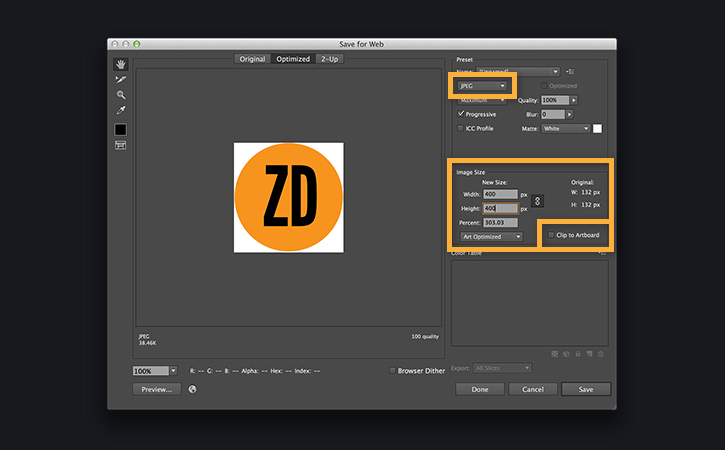 Save for Web
Original Optimized 2-Up
Preset
JPEG
Optimized
Maximum
Quality: 100%
Progressive
Blur: 0
ICC Profile
Matte: White
ZD
Image Size
New Size:
Original:
Width: 400 px
W: 132 px
Height: 400 px
H: 132 px
Percent: 303.03
Art Optimized
Clip to Artboard
Color Table
JPEG
100 quality
38.46K
100%
R: -- G: -- B: -- Alpha: -- Hex: -- Index: --
Browser Dither
Export: All Slices
Preview...
Done
Cancel
Save